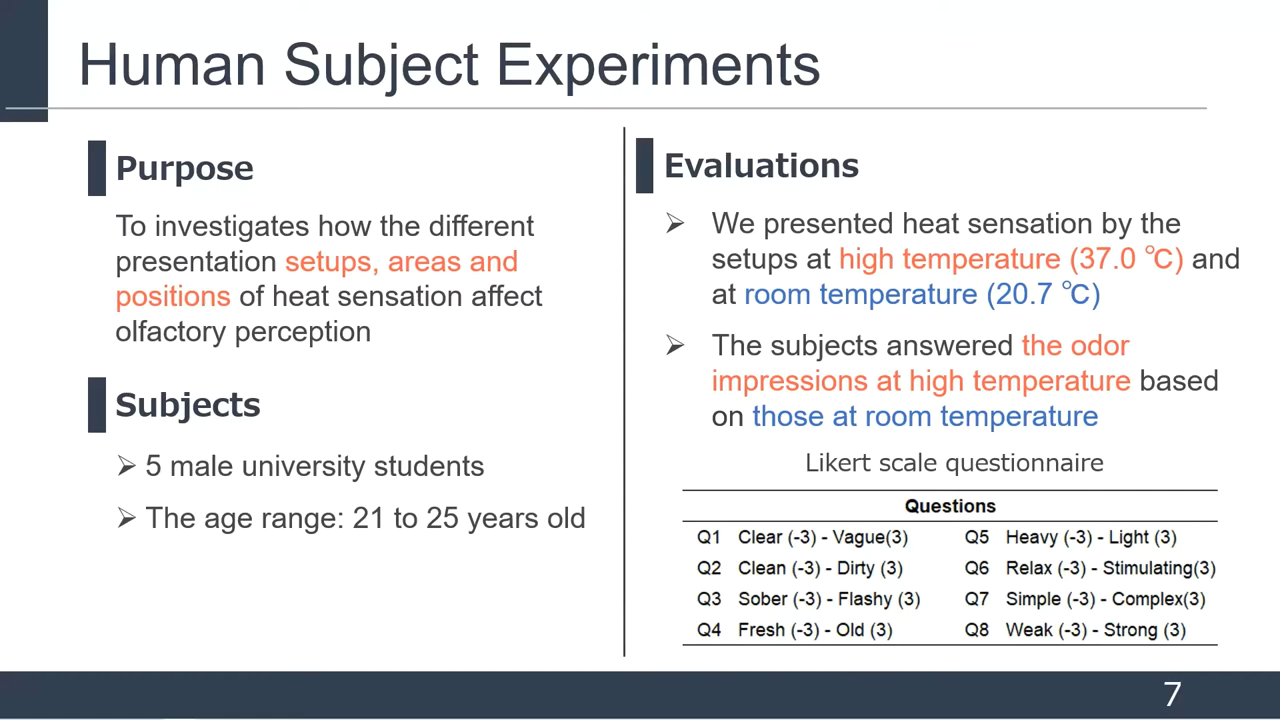 Human Subject Experiments
Purpose
To investigates how the different
presentation setups, areas and
positions of heat sensation affect
olfactory perception
Subjects
➢ 5 male university students
➢ The age range: 21 to 25 years old
Evaluations
➢ We presented heat sensation by the
setups at high temperature (37.0 ℃) and
at room temperature (20.7 ℃)
➢ The subjects answered the odor
impressions at high temperature based
on those at room temperature
Likert scale questionnaire
Questions
Q1 Clear (-3) - Vague(3) Q5 Heavy (-3) - Light (3)
Q2 Clean (-3) - Dirty (3) Q6 Relax (-3) - Stimulating(3)
Q3 Sober (-3) - Flashy (3) Q7 Simple (-3) - Complex(3)
Q4 Fresh (-3) - Old (3) Q8 Weak (-3) - Strong (3)
7